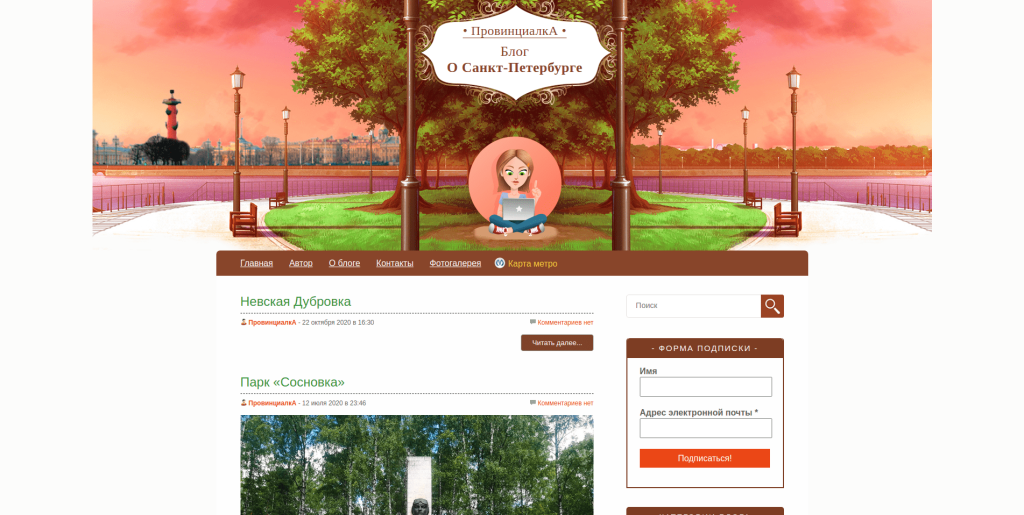 • ПровинциалкА •
Блог
О Санкт-Петербурге
Главная Автор О блоге Контакты Фотогалерея Карта метро
Невская Дубровка
ПровинциалкА - 22 октября 2020 в 16:30 Комментариев нет
Читать далее...
Парк «Сосновка»
ПровинциалкА - 12 июля 2020 в 23:46 Комментариев нет
Поиск
- ФОРМА ПОДПИСКИ -
Имя
Адрес электронной почты *
Подписаться!